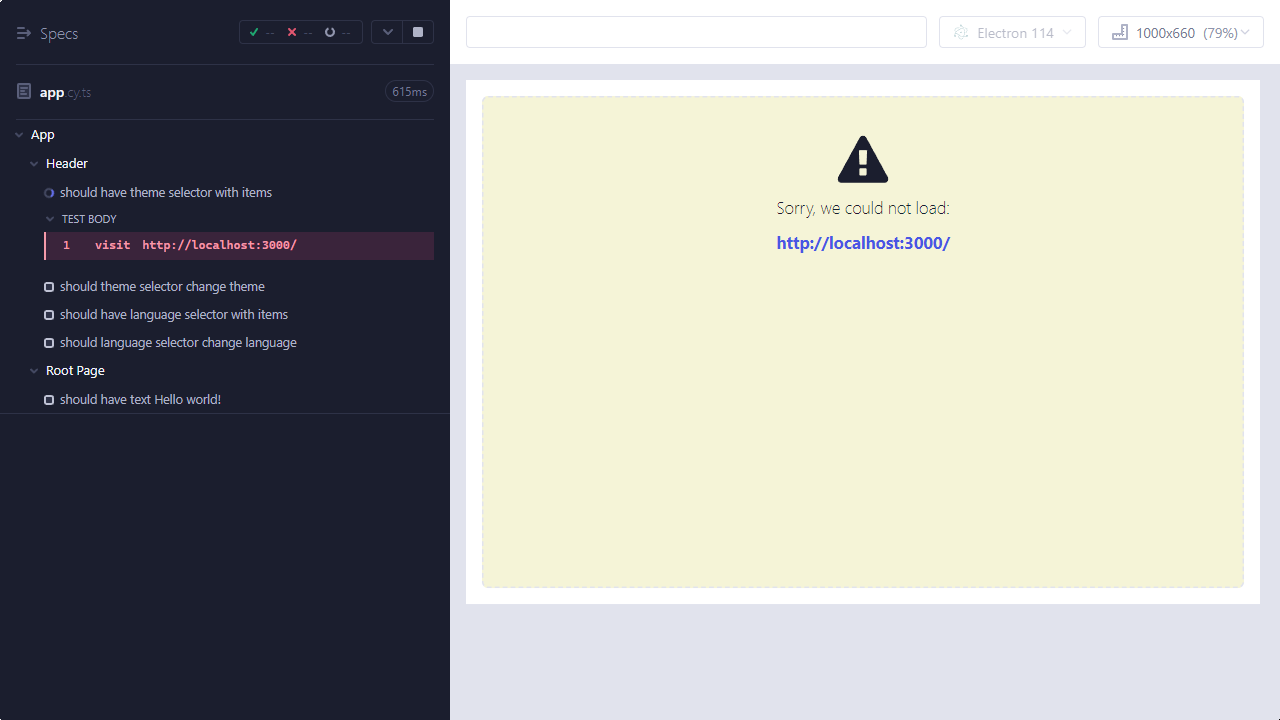 Specs
-- -- --
app.cy.ts
615ms
App
Header
should have theme selector with items
TEST BODY
1 visit http://localhost:3000/
should theme selector change theme
should have language selector with items
should language selector change language
Root Page
should have text Hello world!
Electron 114
1000x660 (79%)
Sorry, we could not load:
http://localhost:3000/